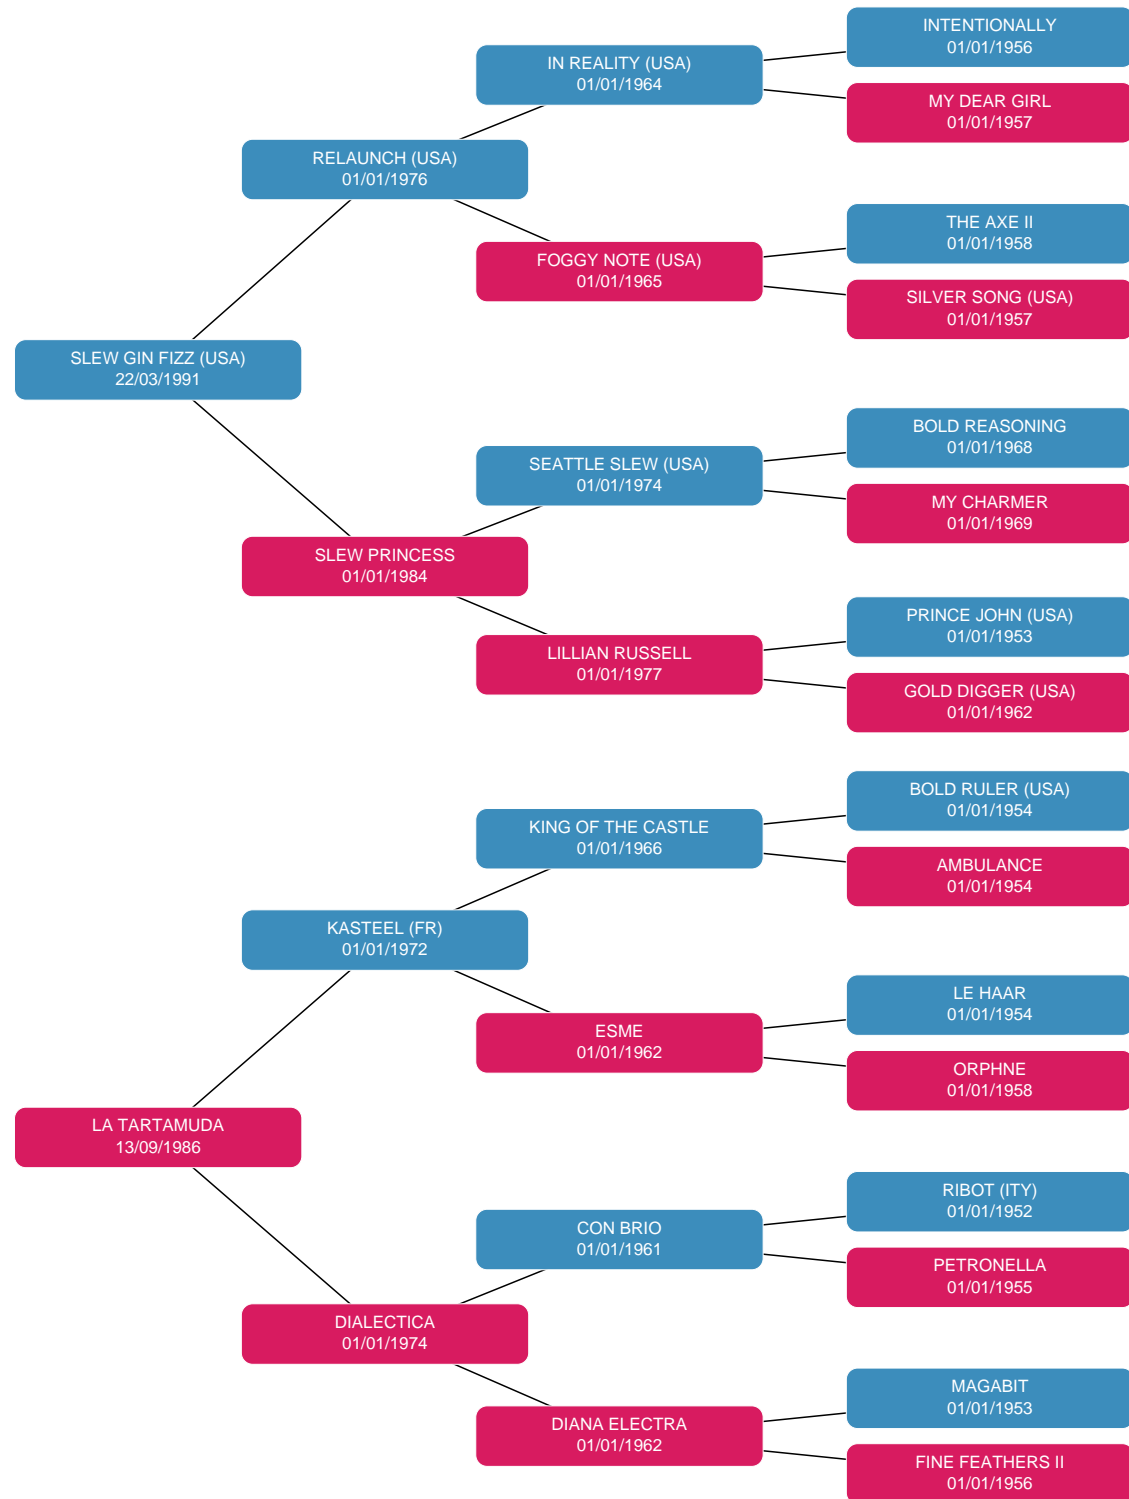 INTENTIONALLY
01/01/1956
IN REALITY (USA)
01/01/1964
MY DEAR GIRL
01/01/1957
RELAUNCH (USA)
01/01/1976
THE AXE II
01/01/1958
FOGGY NOTE (USA)
01/01/1965
SILVER SONG (USA)
01/01/1957
SLEW GIN FIZZ (USA)
22/03/1991
BOLD REASONING
01/01/1968
SEATTLE SLEW (USA)
01/01/1974
MY CHARMER
01/01/1969
SLEW PRINCESS
01/01/1984
PRINCE JOHN (USA)
01/01/1953
LILLIAN RUSSELL
01/01/1977
GOLD DIGGER (USA)
01/01/1962
BOLD RULER (USA)
01/01/1954
KING OF THE CASTLE
01/01/1966
AMBULANCE
01/01/1954
KASTEEL (FR)
01/01/1972
LE HAAR
01/01/1954
ESME
01/01/1962
ORPHNE
01/01/1958
LA TARTAMUDA
13/09/1986
RIBOT (ITY)
01/01/1952
CON BRIO
01/01/1961
PETRONELLA
01/01/1955
DIALECTICA
01/01/1974
MAGABIT
01/01/1953
DIANA ELECTRA
01/01/1962
FINE FEATHERS II
01/01/1956